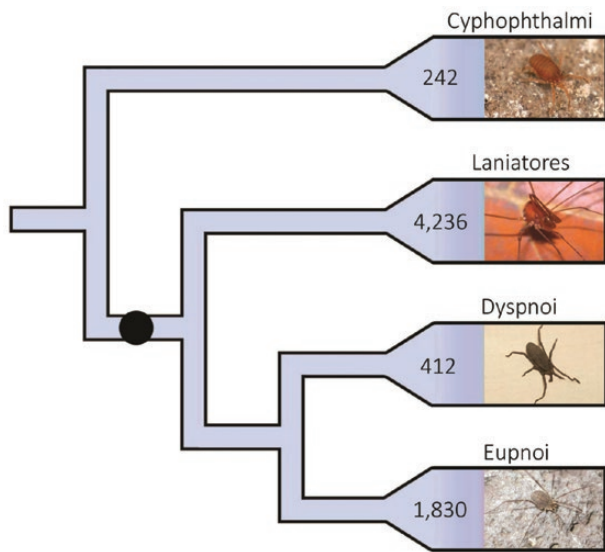 Cyphophthalmi
242
Laniatores
4,236
Dyspnoi
412
Eupnoi
1,830